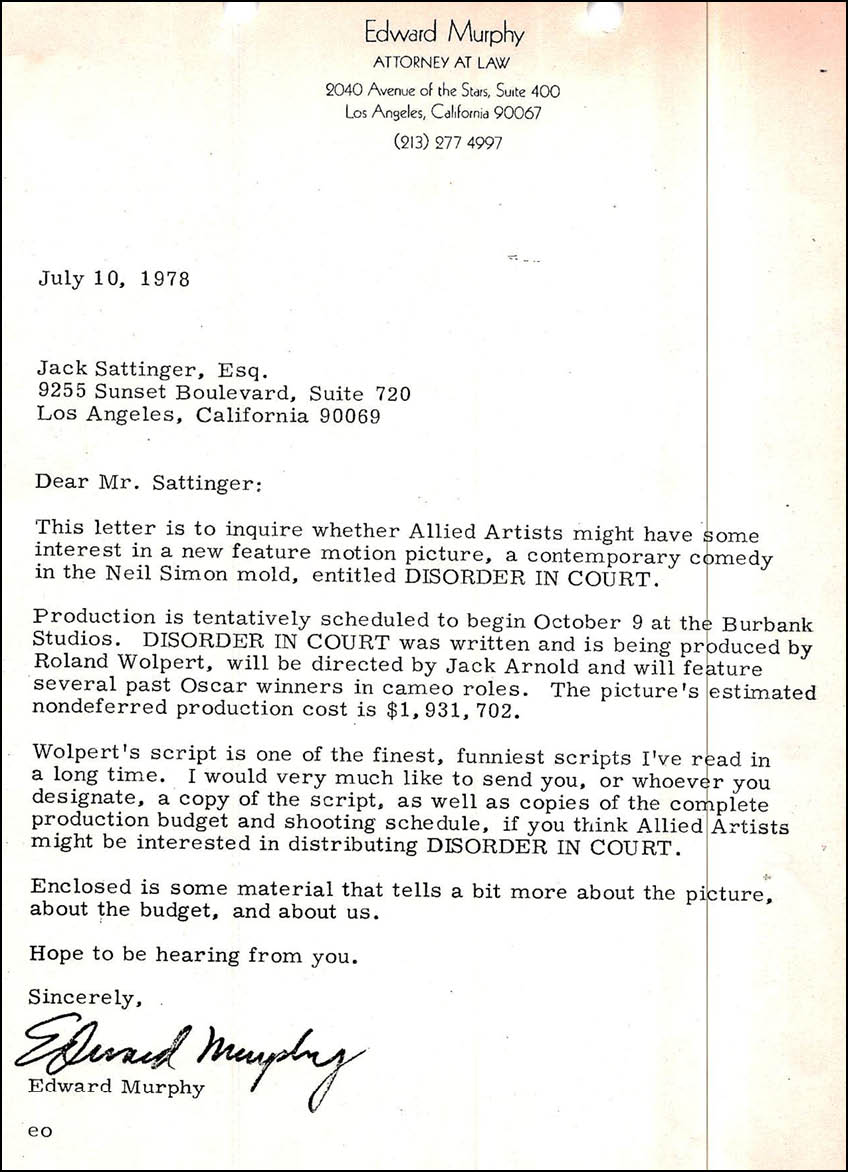 Edward Murphy
ATTORNEY AT LAW
2040 Avenue of the Stars, Suite 400
Los Angeles, California 90067
(213) 277 4997
July 10, 1978
Jack Sattinger, Esq.
9255 Sunset Boulevard, Suite 720
Los Angeles, California 90069
Dear Mr. Sattinger:
This letter is to inquire whether Allied Artists might have some
interest in a new feature motion picture, a contemporary comedy
in the Neil Simon mold, entitled DISORDER IN COURT.
Production is tentatively scheduled to begin October 9 at the Burbank
Studios. DISORDER IN COURT was written and is being produced by
Roland Wolpert, will be directed by Jack Arnold and will feature
several past Oscar winners in cameo roles. The picture's estimated
nondeferred production cost is $1,931,702.
Wolpert's script is one of the finest, funniest scripts I've read in
a long time. I would very much like to send you, or whoever you
designate, a copy of the script, as well as copies of the complete
production budget and shooting schedule, if you think Allied Artists
might be interested in distributing DISORDER IN COURT.
Enclosed is some material that tells a bit more about the picture,
about the budget, and about us.
Hope to be hearing from you.
Sincerely,
Edward Murphy
Edward Murphy
eo